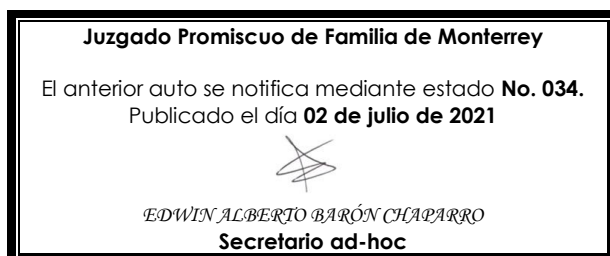 Juzgado Promiscuo de Familia de Monterrey
El anterior auto se notifica mediante estado No. 034.
Publicado el día 02 de julio de 2021
EDWIN ALBERTO BARÓN CHAPARRO
Secretario ad-hoc